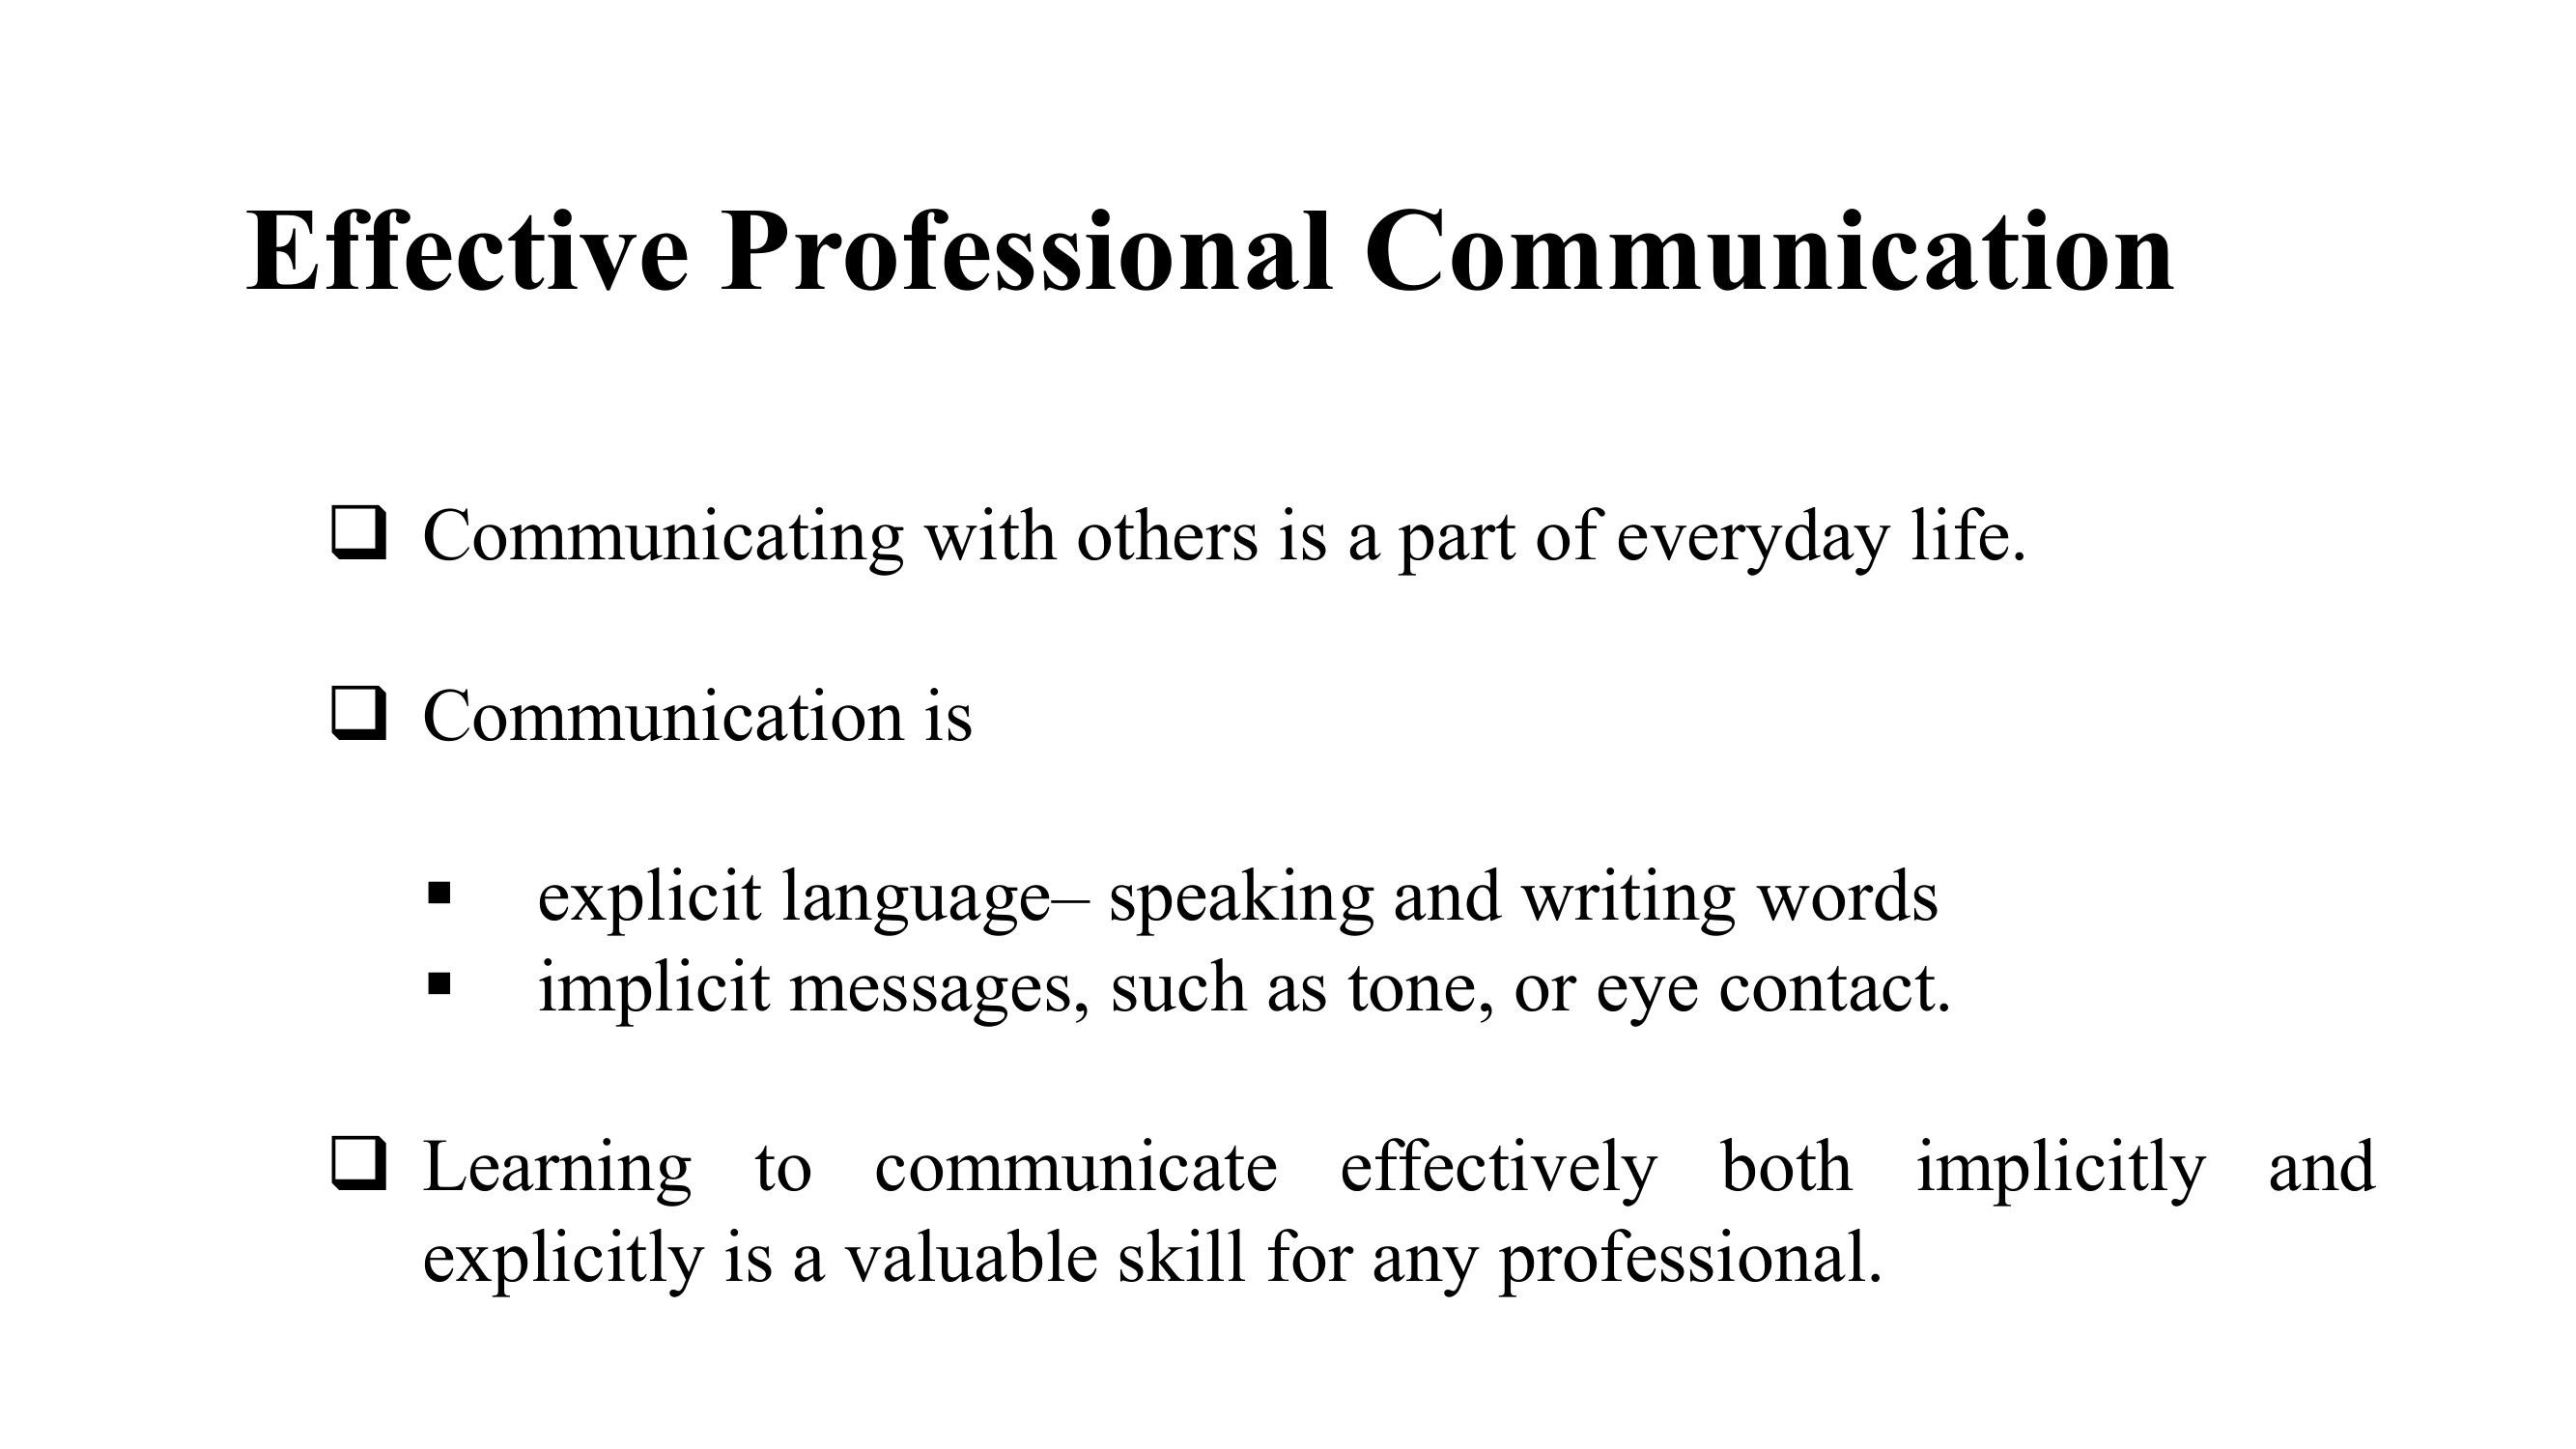 Effective Professional Communication
❑ Communicating with others is a part of everyday life.
❑ Communication is
▪ explicit language– speaking and writing words
▪ implicit messages, such as tone, or eye contact.
❑ Learning to communicate effectively both implicitly and
explicitly is a valuable skill for any professional.